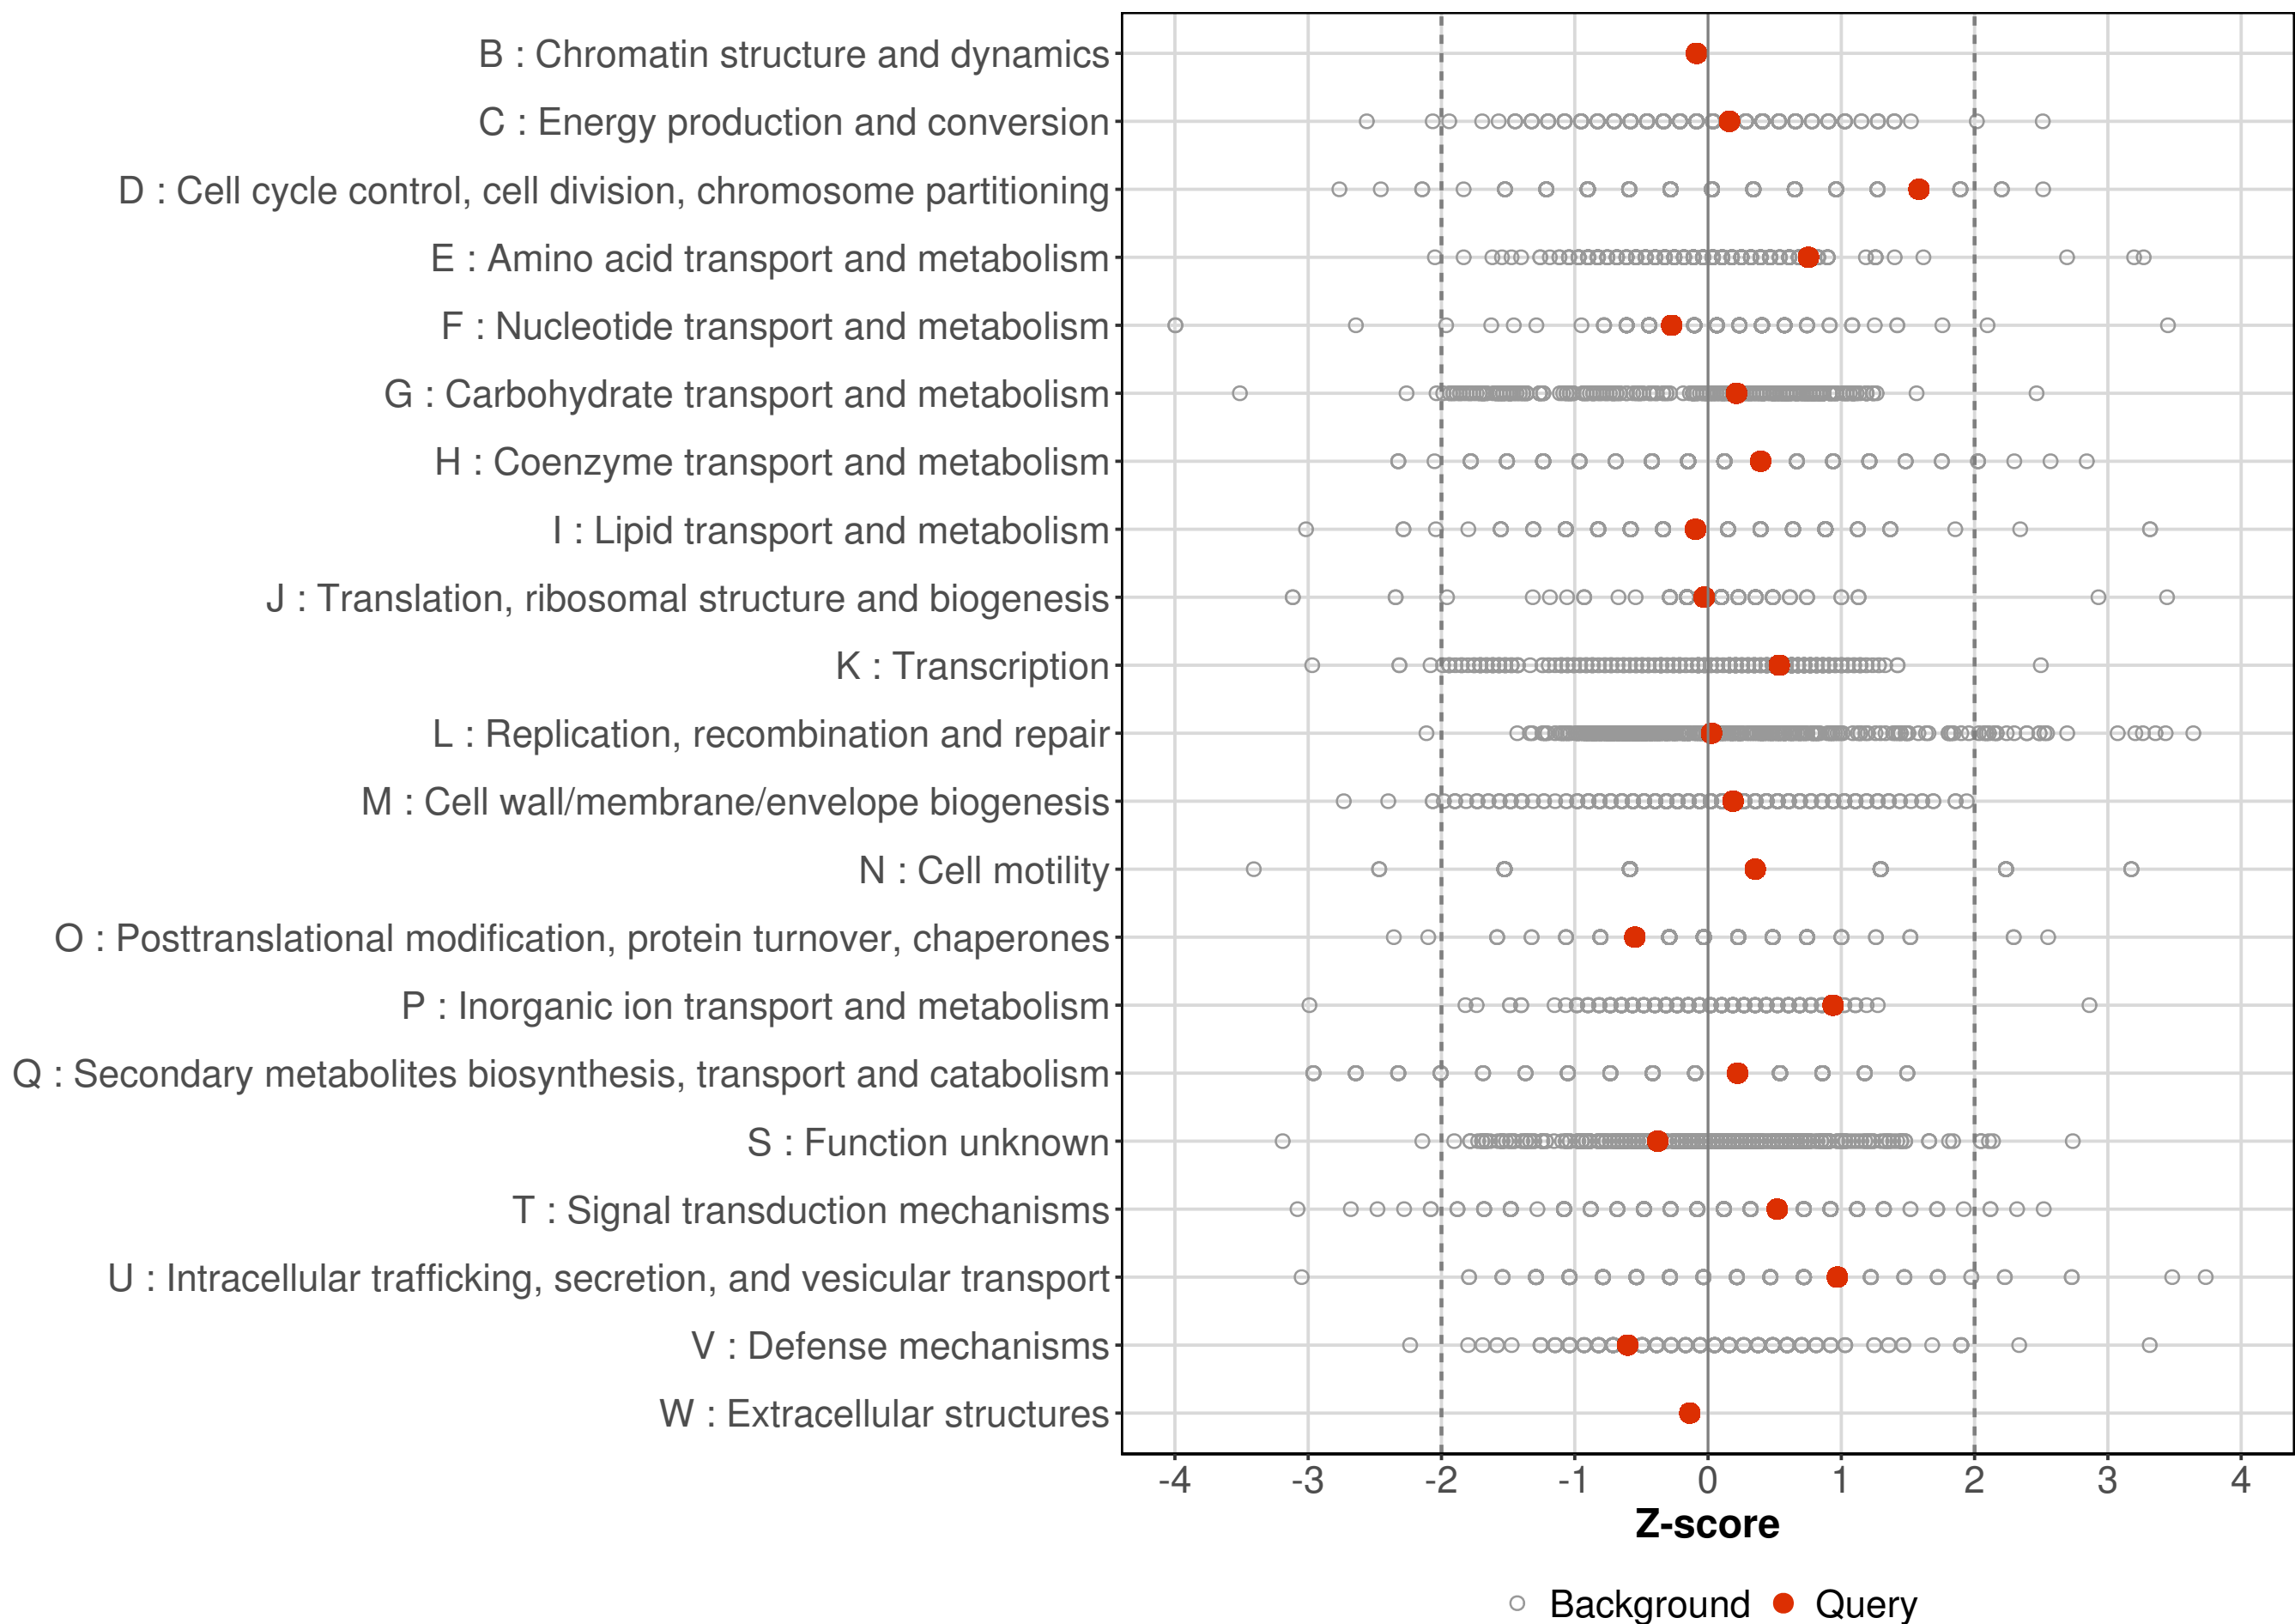 B : Chromatin structure and dynamics
C : Energy production and conversion
D : Cell cycle control, cell division, chromosome partitioning
E : Amino acid transport and metabolism
F : Nucleotide transport and metabolism
G : Carbohydrate transport and metabolism
H : Coenzyme transport and metabolism
I : Lipid transport and metabolism
J : Translation, ribosomal structure and biogenesis
K : Transcription
L : Replication, recombination and repair
M : Cell wall/membrane/envelope biogenesis
N : Cell motility
O : Posttranslational modification, protein turnover, chaperones
P : Inorganic ion transport and metabolism
Q : Secondary metabolites biosynthesis, transport and catabolism
S : Function unknown
T : Signal transduction mechanisms
U : Intracellular trafficking, secretion, and vesicular transport
V : Defense mechanisms
W : Extracellular structures
-4 -3 -2 -1 0 1 2 3 4
Z-score
Background Query